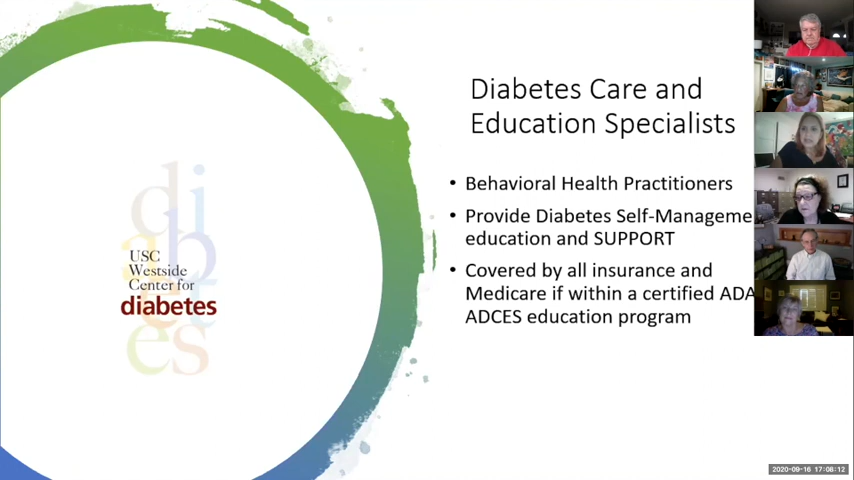 Diabetes Care and
Education Specialists
• Behavioral Health Practitioners
• Provide Diabetes Self-Manageme
education and SUPPORT
• Covered by all insurance and
Medicare if within a certified ADA
ADCES education program
diabetes
USC
Westside
Center for
diabetes
2020-09-16 17:08:12